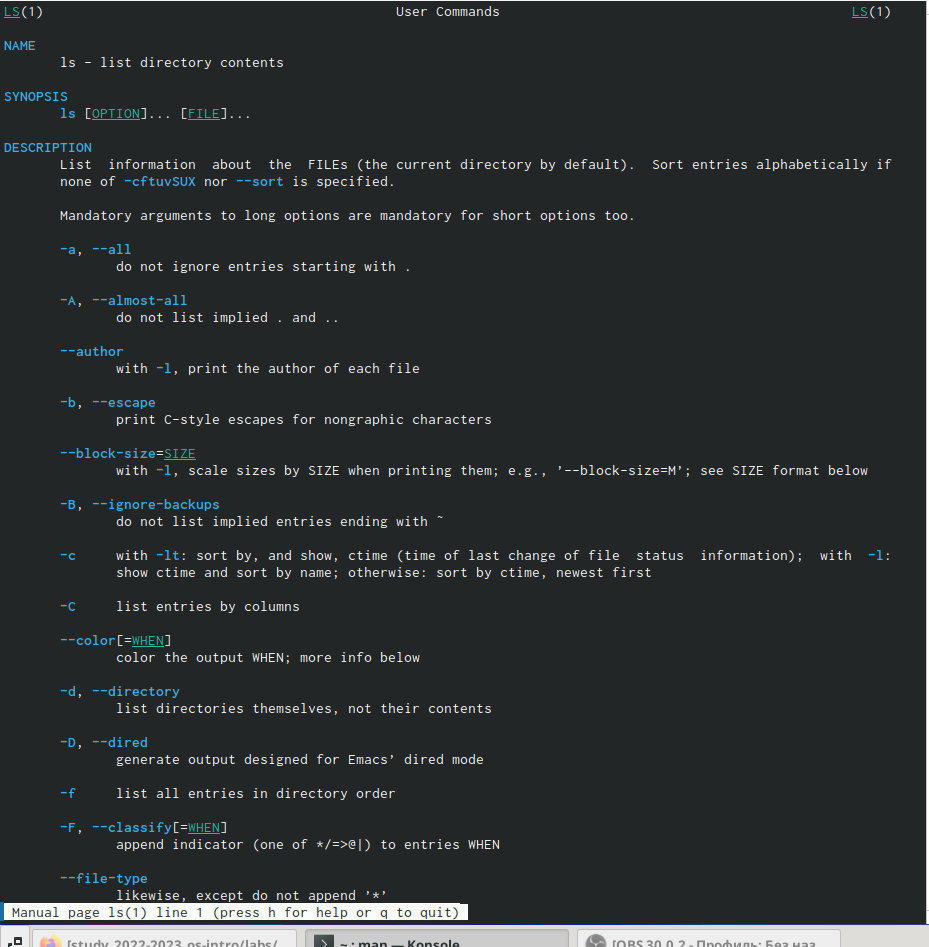 LS(1) User Commands LS(1)
NAME
ls - list directory contents
SYNOPSIS
ls [OPTION]... [FILE]...
DESCRIPTION
List information about the FILEs (the current directory by default). Sort entries alphabetically if
none of -cftuvSUX nor --sort is specified.
Mandatory arguments to long options are mandatory for short options too.
-a, --all
do not ignore entries starting with .
-A, --almost-all
do not list implied . and ..
--author
with -l, print the author of each file
-b, --escape
print C-style escapes for nongraphic characters
--block-size=SIZE
with -l, scale sizes by SIZE when printing them; e.g., '--block-size=M'; see SIZE format below
-B, --ignore-backups
do not list implied entries ending with ~
-c with -lt: sort by, and show, ctime (time of last change of file status information); with -l:
show ctime and sort by name; otherwise: sort by ctime, newest first
-C list entries by columns
--color[=WHEN]
color the output WHEN; more info below
-d, --directory
list directories themselves, not their contents
-D, --dired
generate output designed for Emacs' dired mode
-f list all entries in directory order
-F, --classify[=WHEN]
append indicator (one of */=>@|) to entries WHEN
--file-type
likewise, except do not append '*'
Manual page ls(1) line 1 (press h for help or q to quit)
[study_2022-2023_os-intro/labs/ ~ : man — Konsole [OBS 30.0.2 - Профиль: Без наз